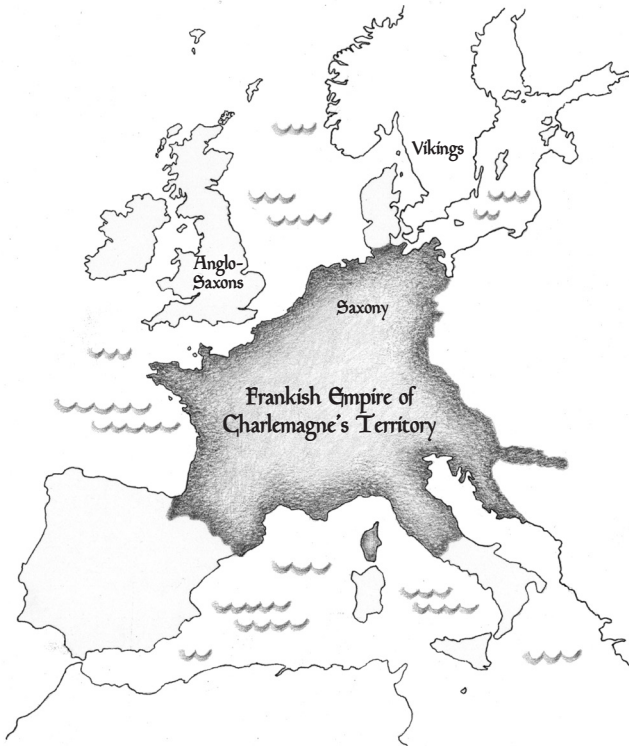 Vikings
Anglo-
Saxons
Saxony
Frankish Empire of
Charlemagne's Territory